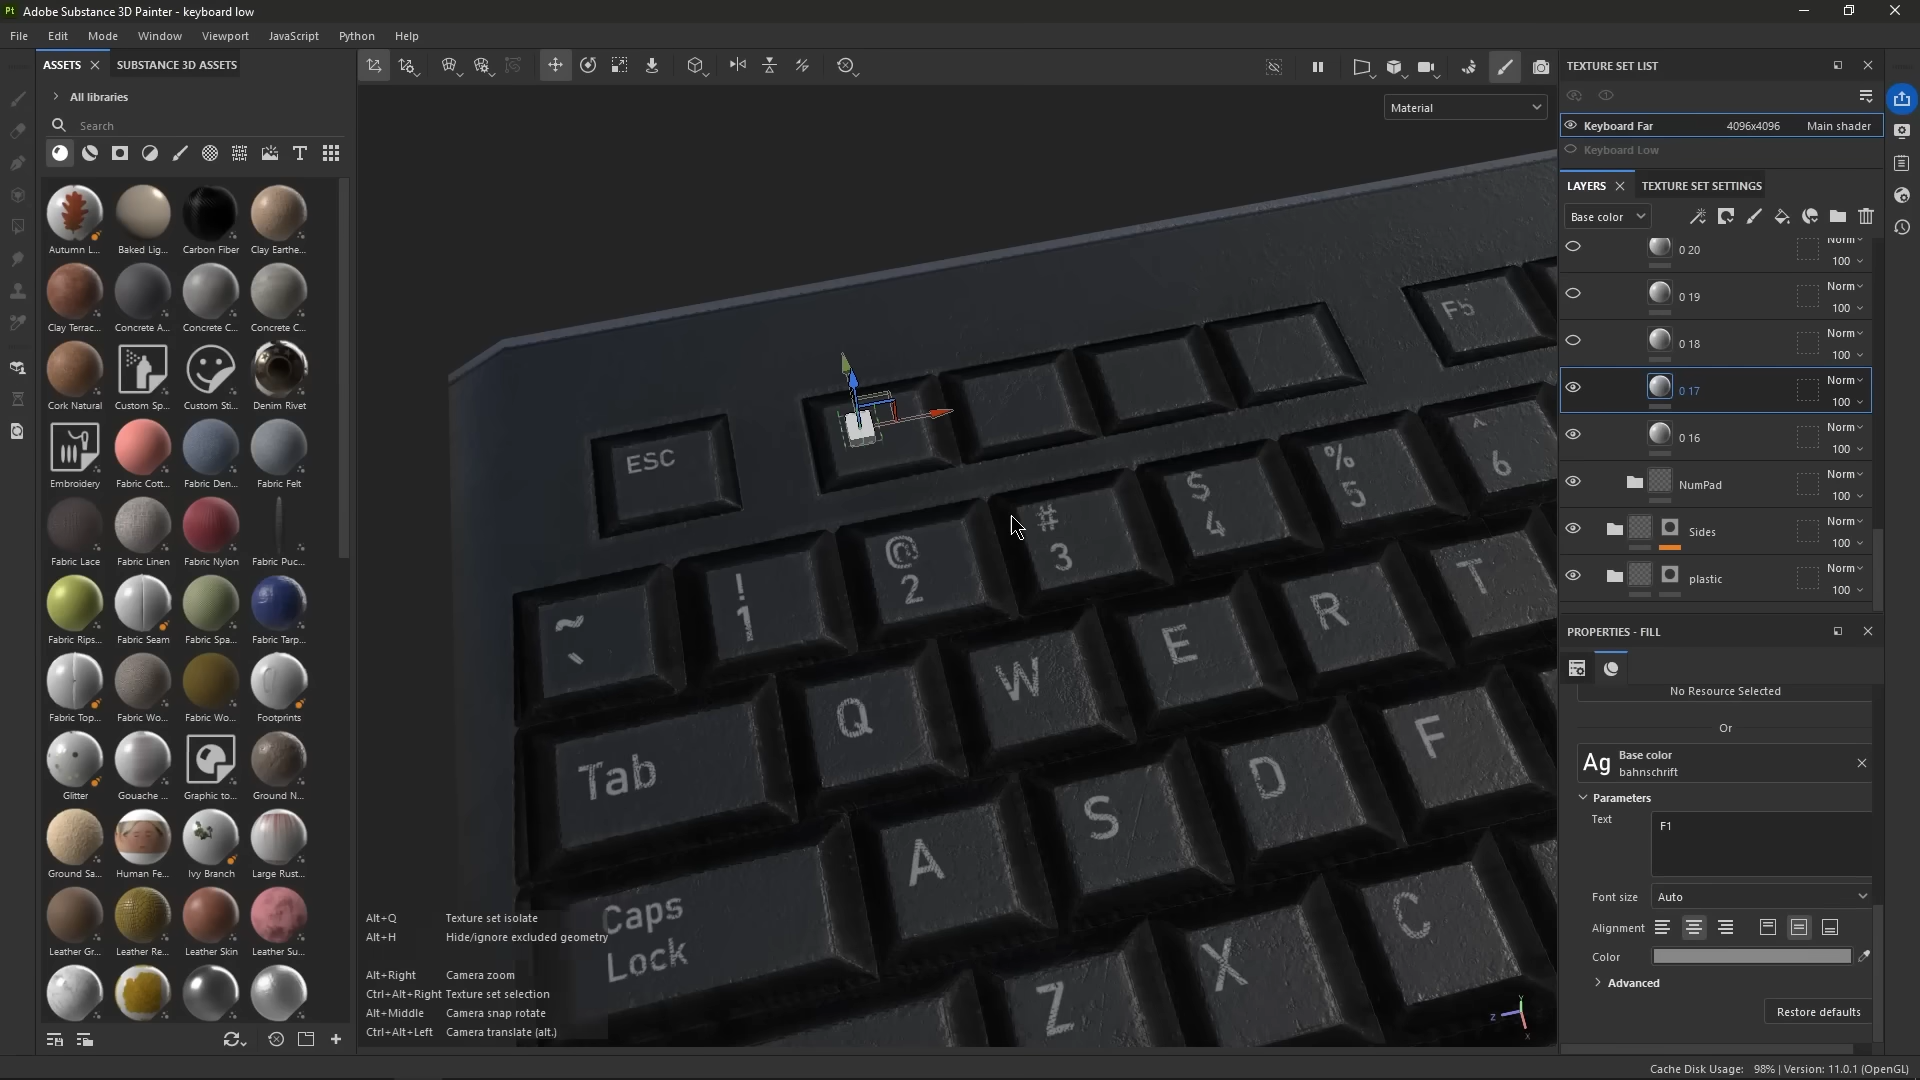 Pt Adobe Substance 3D Painter - keyboard low
File Edit Mode Window Viewport JavaScript Python Help
ASSETS SUBSTANCE 3D ASSETS
All libraries
Search
Autumn L... Baked Lig... Carbon Fiber Clay Earthe...
Clay Terrac... Concrete A... Concrete C... Concrete C...
Cork Natural Custom Sp... Custom Sti... Denim Rivet
Embroidery Fabric Cott... Fabric Den... Fabric Felt
Fabric Lace Fabric Linen Fabric Nylon Fabric Puc...
Fabric Rips... Fabric Seam Fabric Spa... Fabric Tarp...
Fabric Top... Fabric Wo... Fabric Wo... Footprints
Glitter Gouache ... Graphic to... Ground N...
Ground Sa... Human Fe... Ivy Branch Large Rust...
Leather Gr... Leather Re... Leather Skin Leather Su...
Material
ESC F5
~ ` ! 1 @ 2 # 3 $ 4 % 5 ^ 6
Tab Q W E R T
Caps Lock A S D F
Z X C
Alt+Q Texture set isolate
Alt+H Hide/ignore excluded geometry
Alt+Right Camera zoom
Ctrl+Alt+Right Texture set selection
Alt+Middle Camera snap rotate
Ctrl+Alt+Left Camera translate (alt.)
Y
Z
X
TEXTURE SET LIST
Keyboard Far 4096x4096 Main shader
Keyboard Low
LAYERS TEXTURE SET SETTINGS
Base color
0 20 Norm
100
0 19 Norm
100
0 18 Norm
100
0 17 Norm
100
0 16 Norm
100
NumPad Norm
100
Sides Norm
100
plastic Norm
100
PROPERTIES - FILL
No Resource Selected
Or
Ag Base color
bahnschrift
Parameters
Text F1
Font size Auto
Alignment
Color
Advanced
Restore defaults
Cache Disk Usage: 98% | Version: 11.0.1 (OpenGL)